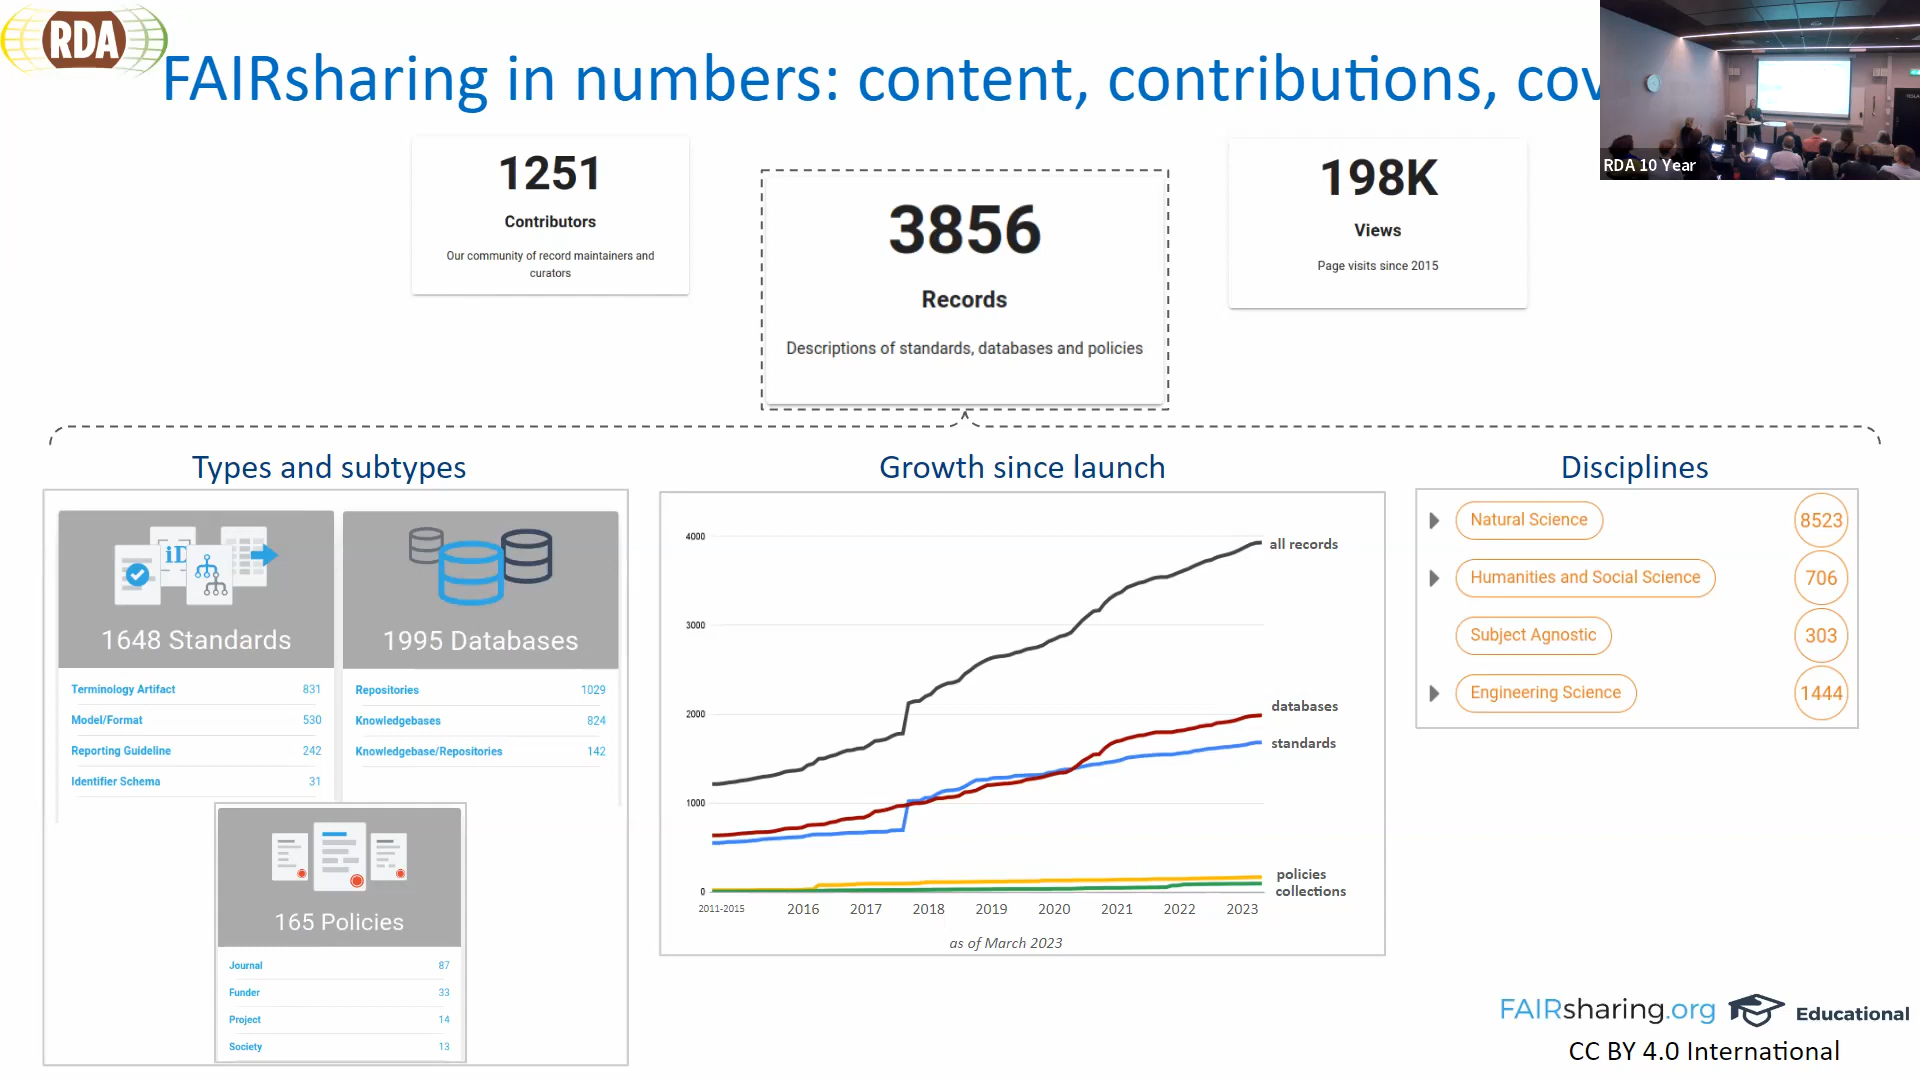 RDA
FAIRsharing in numbers: content, contributions, cov
RDA 10 Year
1251
Contributors
Our community of record maintainers and
curators
3856
Records
Descriptions of standards, databases and policies
198K
Views
Page visits since 2015
Types and subtypes
iD
1648 Standards
Terminology Artifact 831
Model/Format 530
Reporting Guideline 242
Identifier Schema 31
1995 Databases
Repositories 1029
Knowledgebases 824
Knowledgebase/Repositories 142
165 Policies
Journal 87
Funder 33
Project 14
Society 13
Growth since launch
4000
3000
2000
1000
0
all records
databases
standards
policies
collections
2011-2015 2016 2017 2018 2019 2020 2021 2022 2023
as of March 2023
Disciplines
Natural Science 8523
Humanities and Social Science 706
Subject Agnostic 303
Engineering Science 1444
FAIRsharing.org Educational
CC BY 4.0 International